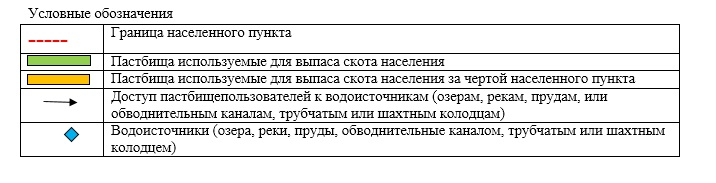 Условные обозначения
Граница населенного пункта
Пастбища используемые для выпаса скота населения
Пастбища используемые для выпаса скота населения за чертой населенного пункта
Доступ пастбищепользователей к водоисточникам (озерам, рекам, прудам, или
обводнительным каналам, трубчатым или шахтным колодцам)
Водоисточники (озера, реки, пруды, обводнительные каналом, трубчатым или шахтным
колодцем)